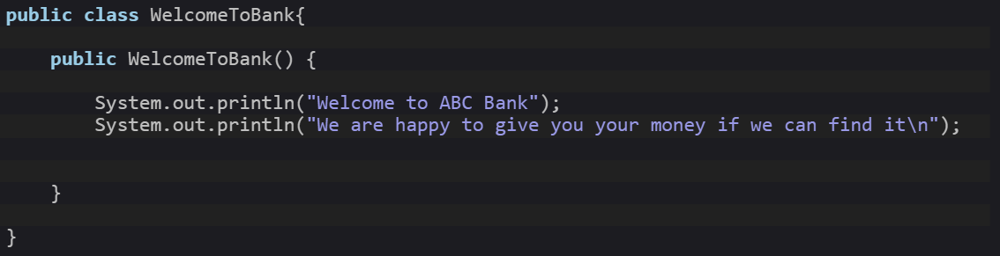 public class WelcomeToBank{
public WelcomeToBank() {
System.out.println("Welcome to ABC Bank");
System.out.println("We are happy to give you your money if we can find it\n");
}
}